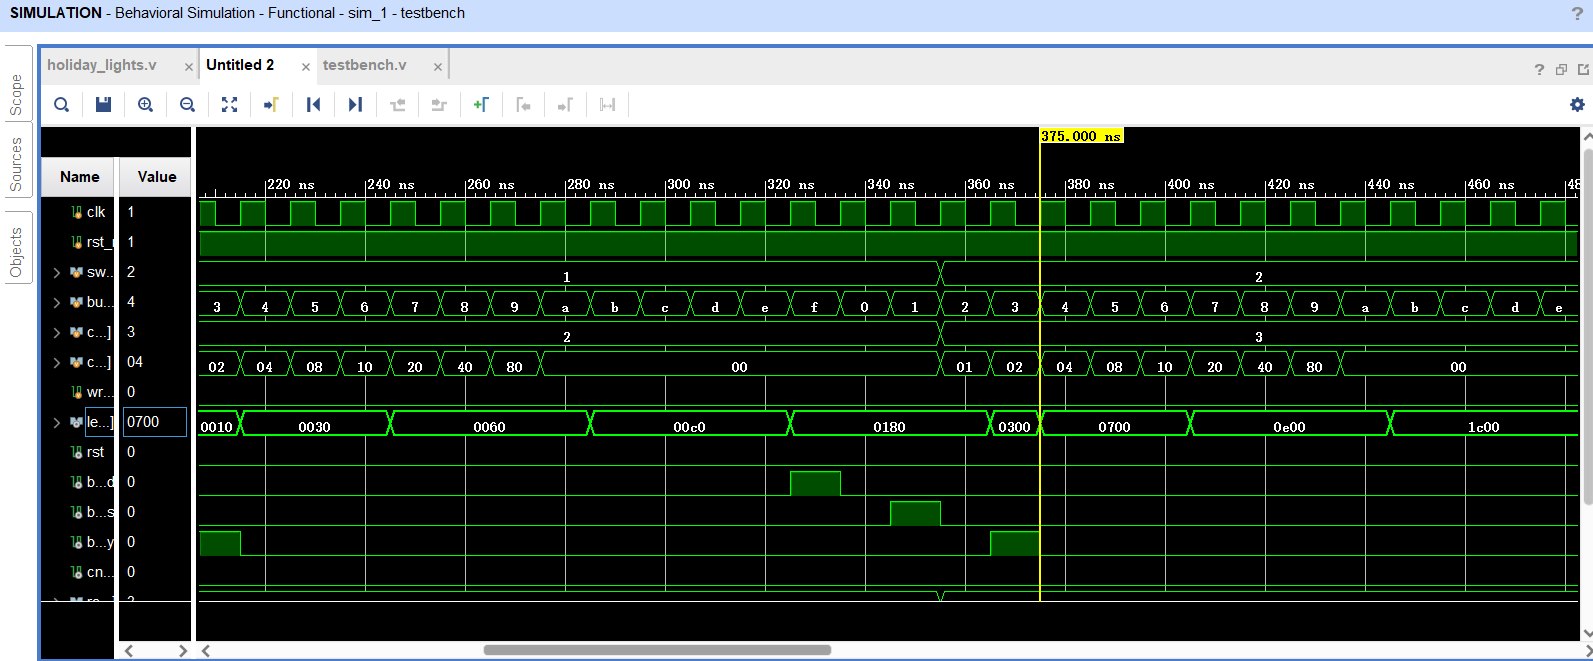 SIMULATION - Behavioral Simulation - Functional - sim_1 - testbench ?
Scope
Sources
Objects
holiday_lights.v × Untitled 2 × testbench.v ×
?
375.000 ns
Name Value
220 ns 240 ns 260 ns 280 ns 300 ns 320 ns 340 ns 360 ns 380 ns 400 ns 420 ns 440 ns 460 ns 48
clk 1
rst_ 1
sw... 2 1 2
bu... 4 3 4 5 6 7 8 9 a b c d e f 0 1 2 3 4 5 6 7 8 9 a b c d e
c...] 3 2 3
c...] 04 02 04 08 10 20 40 80 00 01 02 04 08 10 20 40 80 00
wr... 0
le...] 0700 0010 0030 0060 00c0 0180 0300 0700 0e00 1c00
rst 0
b...d 0
b...s 0
b...y 0
cn... 0